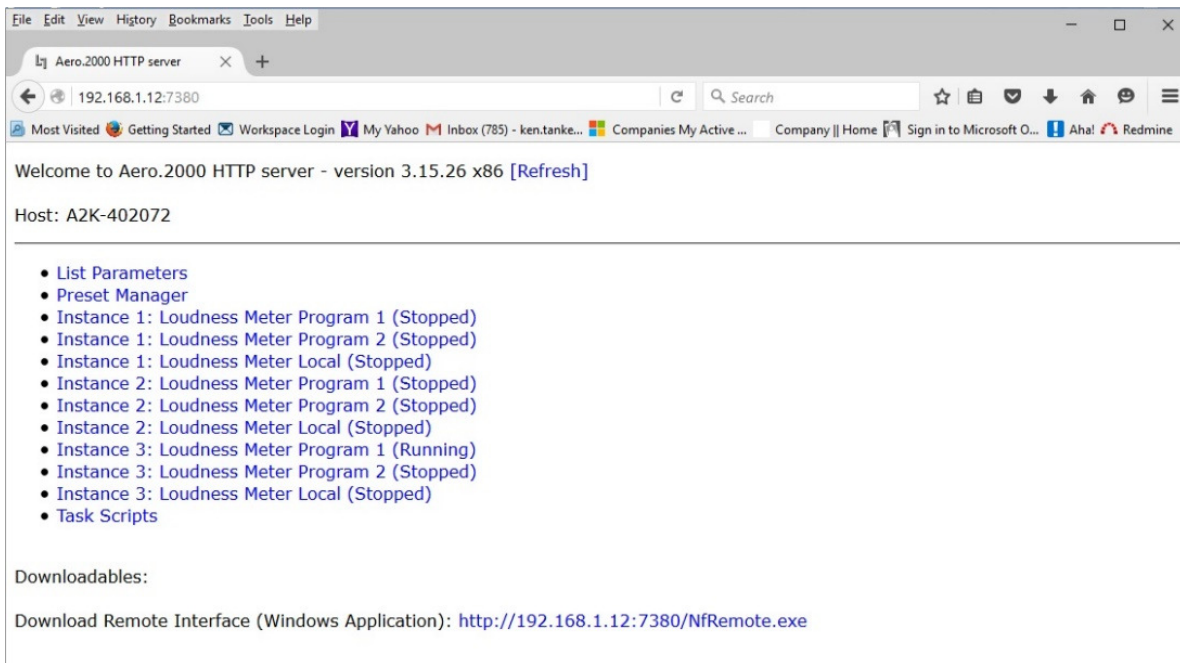 File Edit View History Bookmarks Tools Help
Aero.2000 HTTP server
192.168.1.12:7380 Search
Most Visited Getting Started Workspace Login My Yahoo Inbox (785) - ken.tanke... Companies My Active ... Company || Home Sign in to Microsoft O... Aha! Redmine
Welcome to Aero.2000 HTTP server - version 3.15.26 x86 [Refresh]
Host: A2K-402072
List Parameters
Preset Manager
Instance 1: Loudness Meter Program 1 (Stopped)
Instance 1: Loudness Meter Program 2 (Stopped)
Instance 1: Loudness Meter Local (Stopped)
Instance 2: Loudness Meter Program 1 (Stopped)
Instance 2: Loudness Meter Program 2 (Stopped)
Instance 2: Loudness Meter Local (Stopped)
Instance 3: Loudness Meter Program 1 (Running)
Instance 3: Loudness Meter Program 2 (Stopped)
Instance 3: Loudness Meter Local (Stopped)
Task Scripts
Downloadables:
Download Remote Interface (Windows Application): http://192.168.1.12:7380/NfRemote.exe